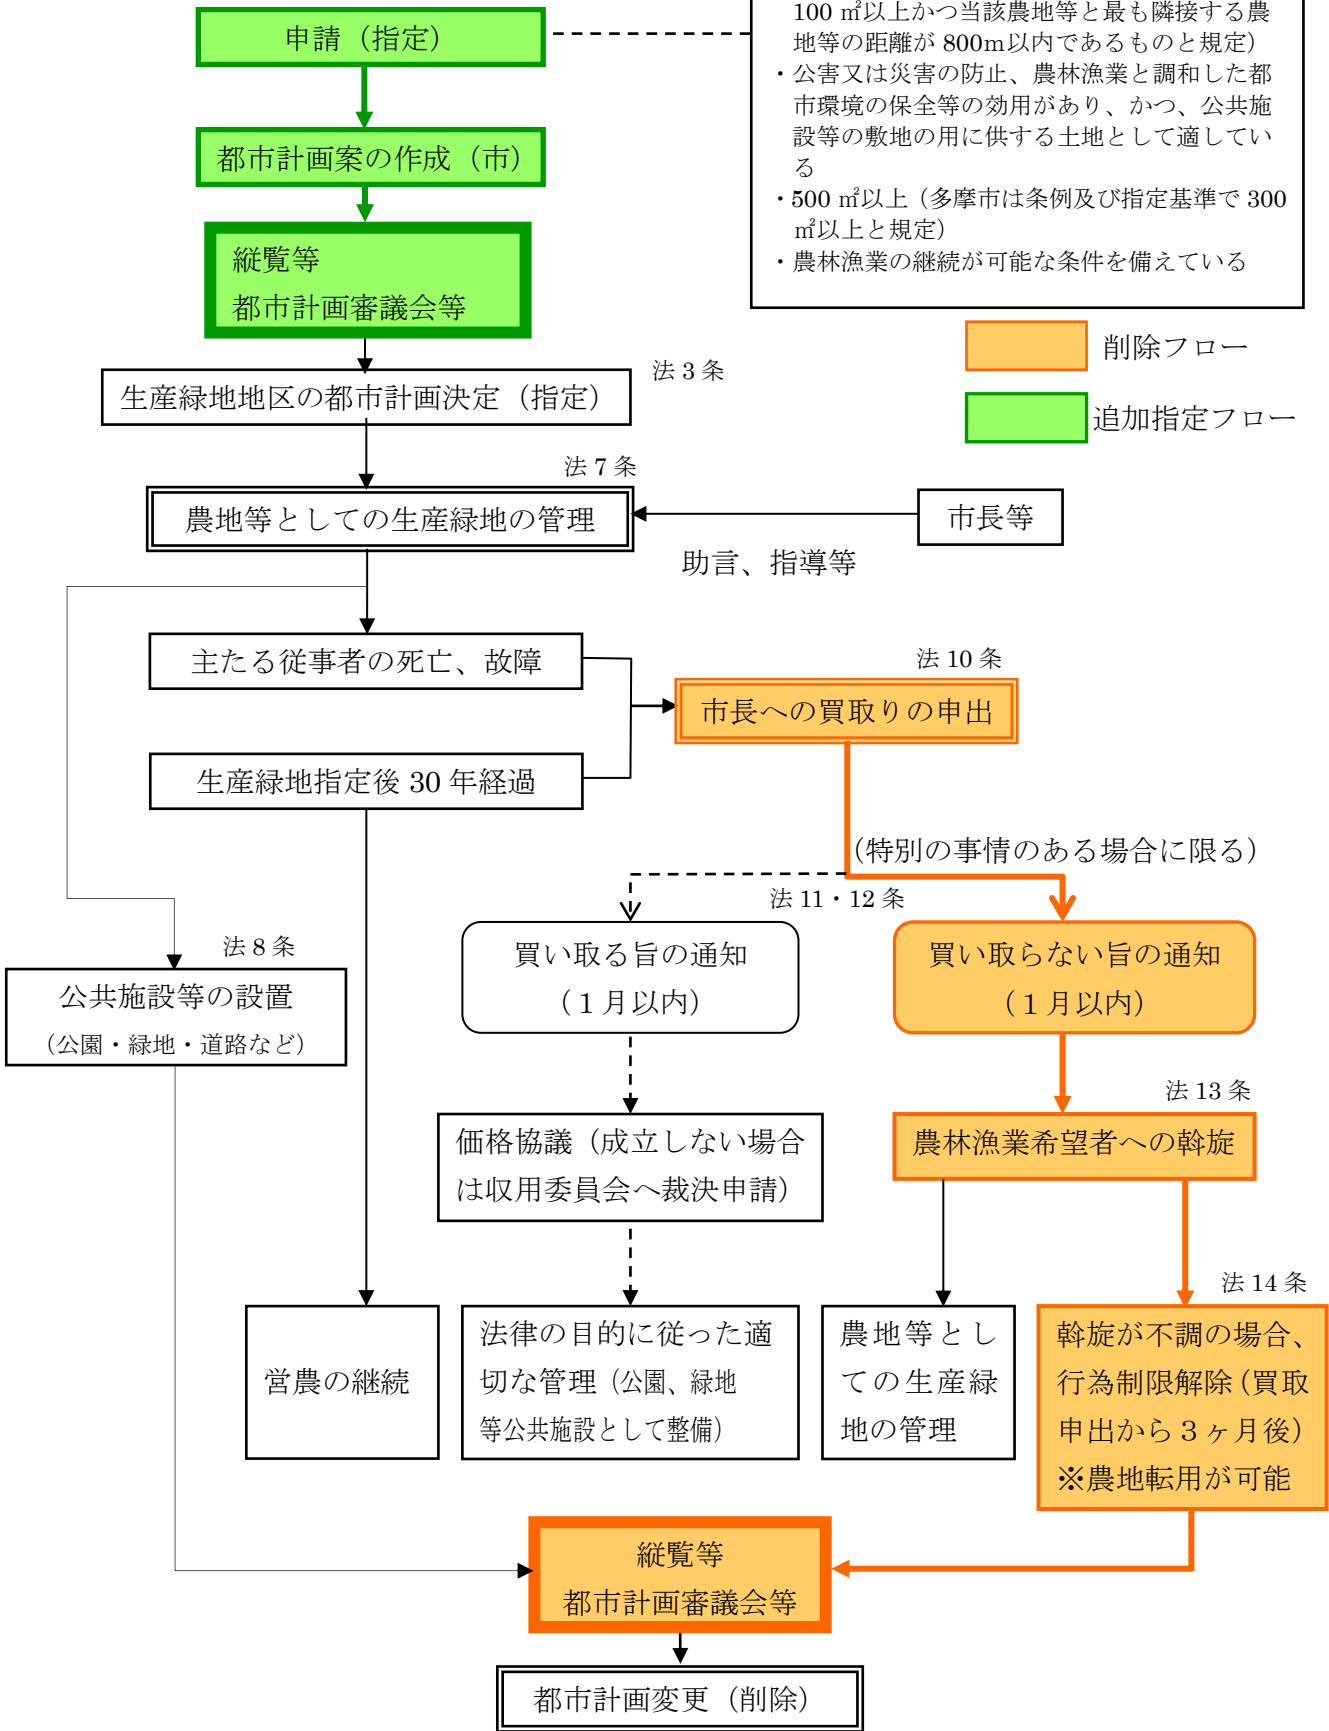 申請（指定）
100 ㎡以上かつ当該農地等と最も隣接する農
地等の距離が 800m以内であるものと規定）
・公害又は災害の防止、農林漁業と調和した都
市環境の保全等の効用があり、かつ、公共施
設等の敷地の用に供する土地として適してい
る
・500 ㎡以上（多摩市は条例及び指定基準で 300
㎡以上と規定）
・農林漁業の継続が可能な条件を備えている
都市計画案の作成（市）
縦覧等
都市計画審議会等
削除フロー
追加指定フロー
法 3 条
生産緑地地区の都市計画決定（指定）
法 7 条
農地等としての生産緑地の管理
市長等
助言、指導等
主たる従事者の死亡、故障
法 10 条
市長への買取りの申出
生産緑地指定後 30 年経過
（特別の事情のある場合に限る）
法 11・12 条
法 8 条
公共施設等の設置
（公園・緑地・道路など）
買い取る旨の通知
（１月以内）
買い取らない旨の通知
（１月以内）
法 13 条
価格協議（成立しない場合
は収用委員会へ裁決申請）
農林漁業希望者への斡旋
法 14 条
営農の継続
法律の目的に従った適
切な管理（公園、緑地
等公共施設として整備）
農地等とし
ての生産緑
地の管理
斡旋が不調の場合、
行為制限解除（買取
申出から３ヶ月後）
※農地転用が可能
縦覧等
都市計画審議会等
都市計画変更（削除）